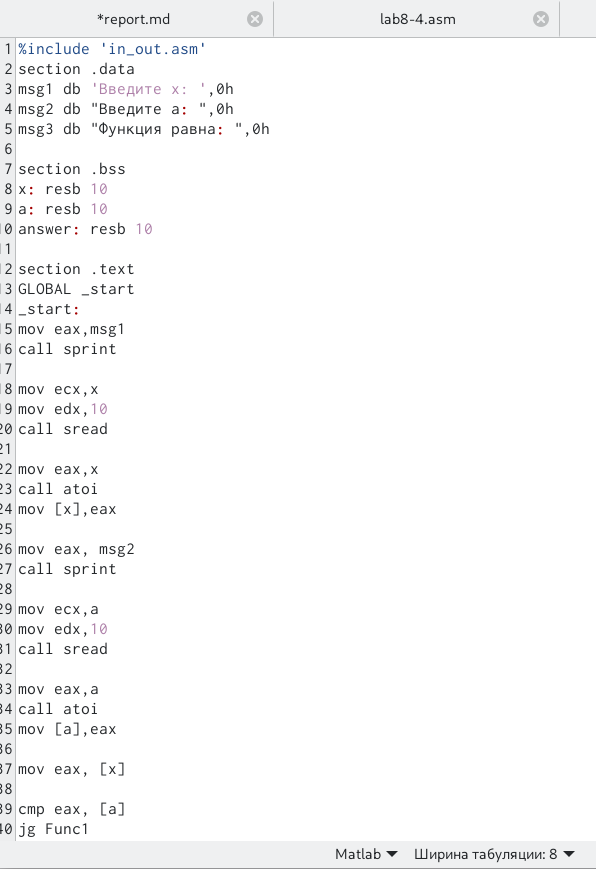 *report.md
lab8-4.asm
1 %include 'in_out.asm'
2 section .data
3 msg1 db 'Введите x: ',0h
4 msg2 db "Введите a: ",0h
5 msg3 db "Функция равна: ",0h
6
7 section .bss
8 x: resb 10
9 a: resb 10
10 answer: resb 10
11
12 section .text
13 GLOBAL _start
14 _start:
15 mov eax,msg1
16 call sprint
17
18 mov ecx,x
19 mov edx,10
20 call sread
21
22 mov eax,x
23 call atoi
24 mov [x],eax
25
26 mov eax, msg2
27 call sprint
28
29 mov ecx,a
30 mov edx,10
31 call sread
32
33 mov eax,a
34 call atoi
35 mov [a],eax
36
37 mov eax, [x]
38
39 cmp eax, [a]
40 jg Func1
Matlab Ширина табуляции: 8